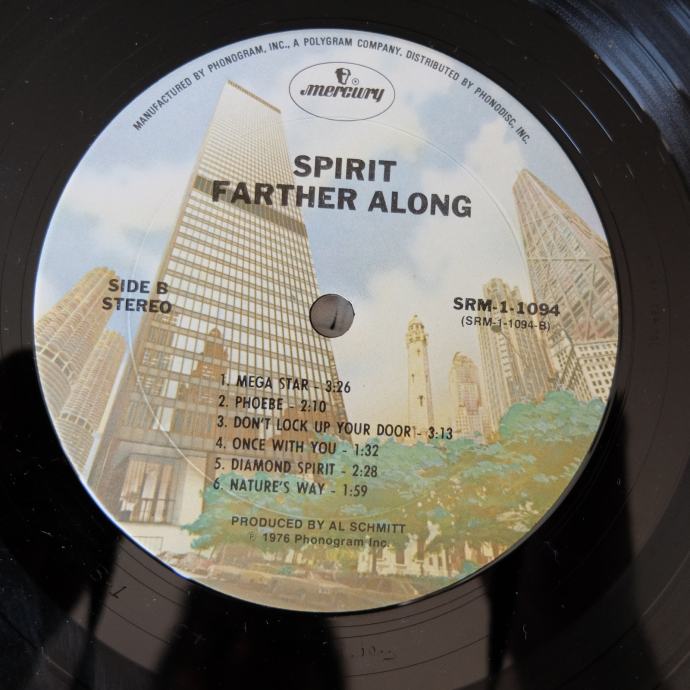 MANUFACTURED BY PHONOGRAM, INC., A POLYGRAM COMPANY. DISTRIBUTED BY PHONODISC, INC.
mercury
SPIRIT
FARTHER ALONG
SIDE B
STEREO
SRM-1-1094
(SRM-1-1094-B)
1. MEGA STAR - 3:26
2. PHOEBE - 2:10
3. DON'T LOCK UP YOUR DOOR - 3:13
4. ONCE WITH YOU - 1:32
5. DIAMOND SPIRIT - 2:28
6. NATURE'S WAY - 1:59
PRODUCED BY AL SCHMITT
℗ 1976 Phonogram Inc.